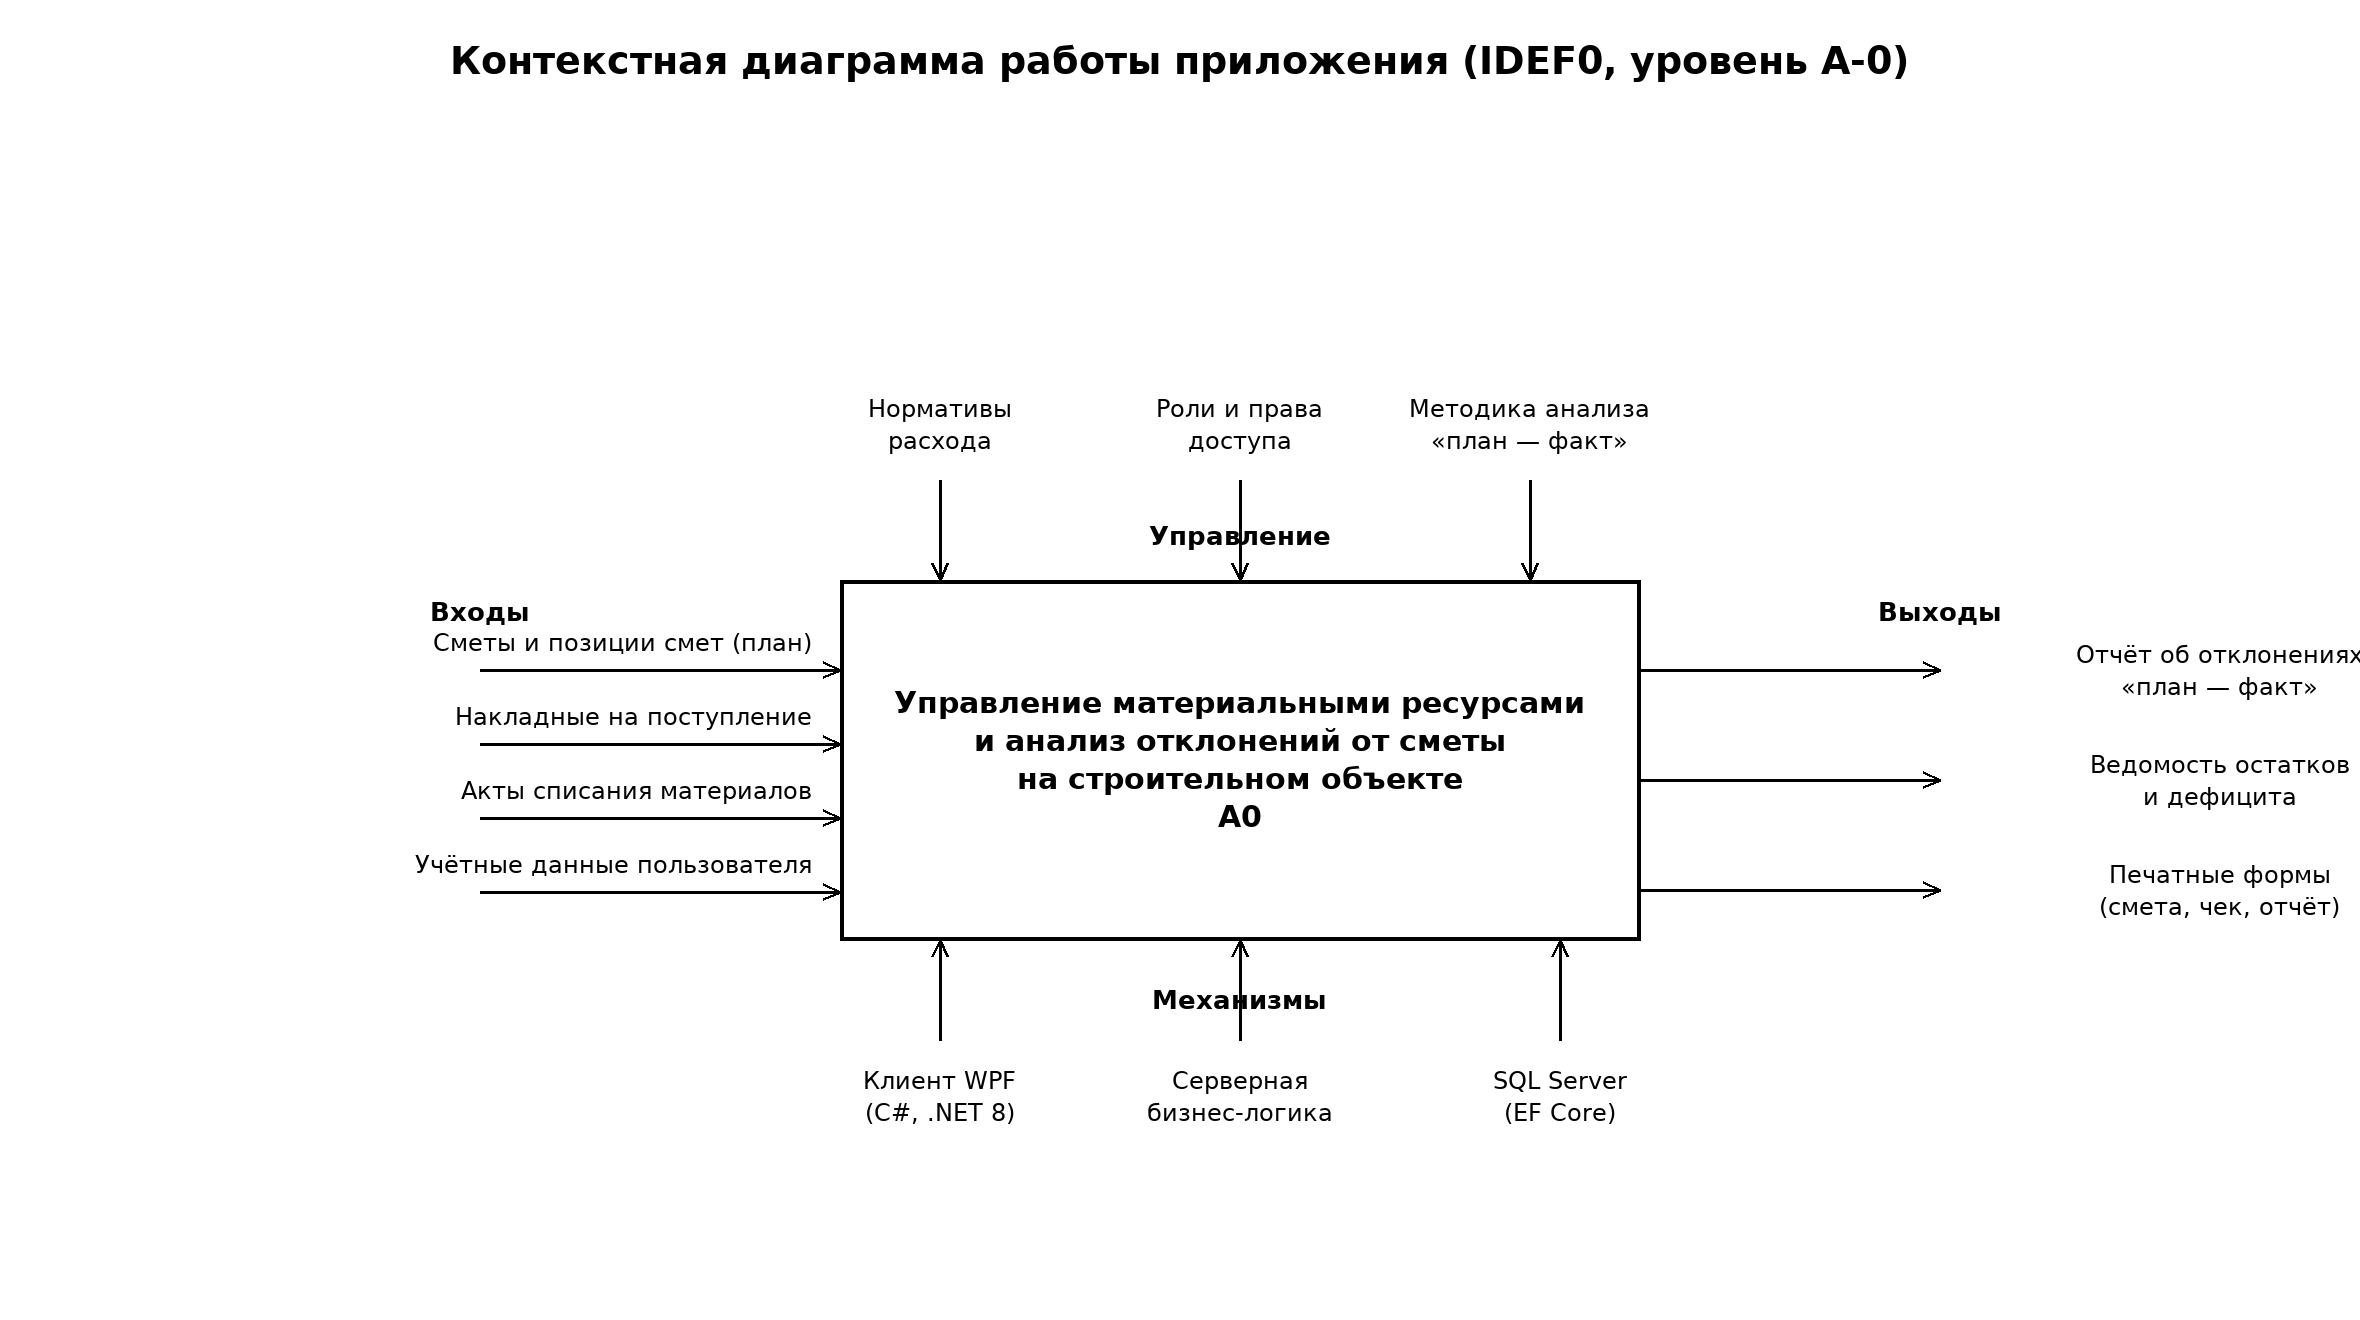 Контекстная диаграмма работы приложения (IDEF0, уровень А-0)
Нормативы
расхода
Роли и права
доступа
Методика анализа
«план — факт»
Управление
Входы
Сметы и позиции смет (план)
Накладные на поступление
Акты списания материалов
Учётные данные пользователя
Управление материальными ресурсами
и анализ отклонений от сметы
на строительном объекте
А0
Выходы
Отчёт об отклонениях
«план — факт»
Ведомость остатков
и дефицита
Печатные формы
(смета, чек, отчёт)
Механизмы
Клиент WPF
(C#, .NET 8)
Серверная
бизнес-логика
SQL Server
(EF Core)